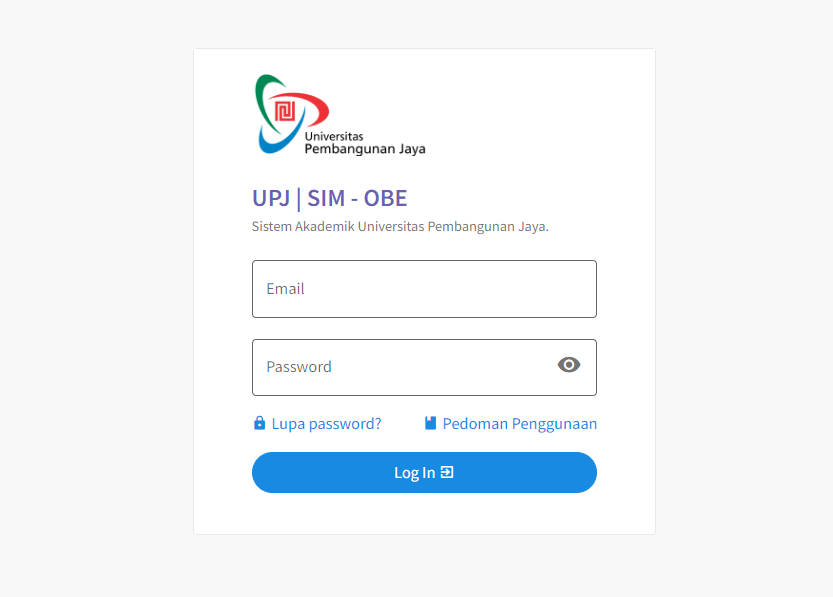 Universitas
Pembangunan Jaya
UPJ | SIM - OBE
Sistem Akademik Universitas Pembangunan Jaya.
Email
Password
Lupa password? Pedoman Penggunaan
Log In